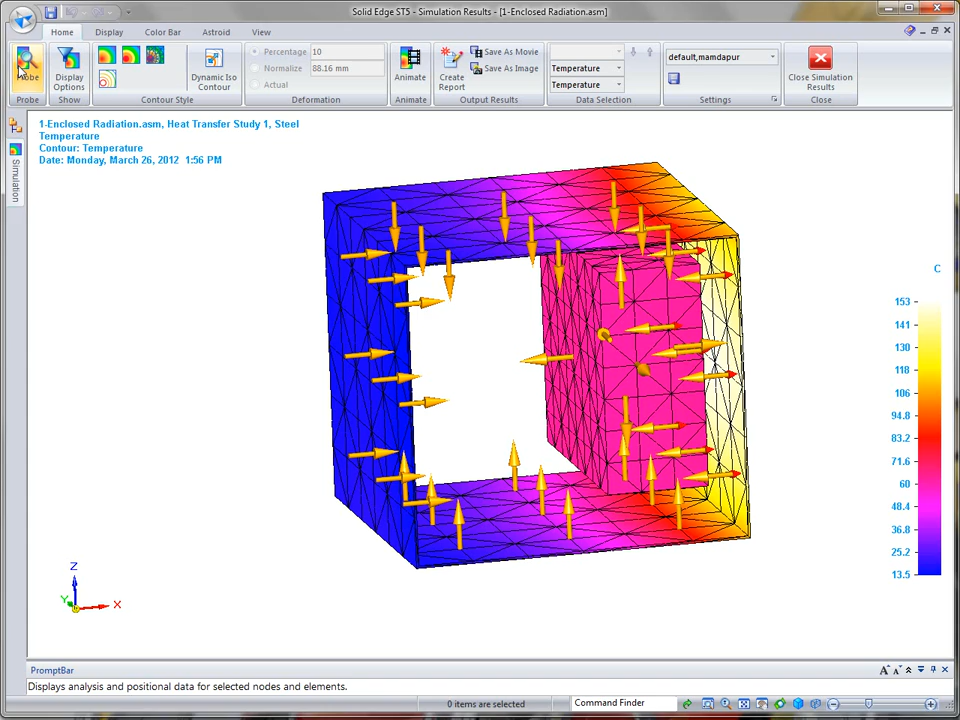 Solid Edge ST5 - Simulation Results - [1-Enclosed Radiation.asm]
Home Display Color Bar Astroid View
Probe
Display Options
Dynamic Iso Contour
Percentage 10
Normalize 88.16 mm
Actual
Animate
Create Report
Save As Movie
Save As Image
Temperature
Temperature
default,mamdapur
Close Simulation Results
Probe Show Contour Style Deformation Animate Output Results Data Selection Settings Close
Simulation
1-Enclosed Radiation.asm, Heat Transfer Study 1, Steel
Temperature
Contour: Temperature
Date: Monday, March 26, 2012 1:56 PM
C
153
141
130
118
106
94.8
83.2
71.6
60
48.4
36.8
25.2
13.5
Z
Y
X
PromptBar
Displays analysis and positional data for selected nodes and elements.
0 items are selected
Command Finder